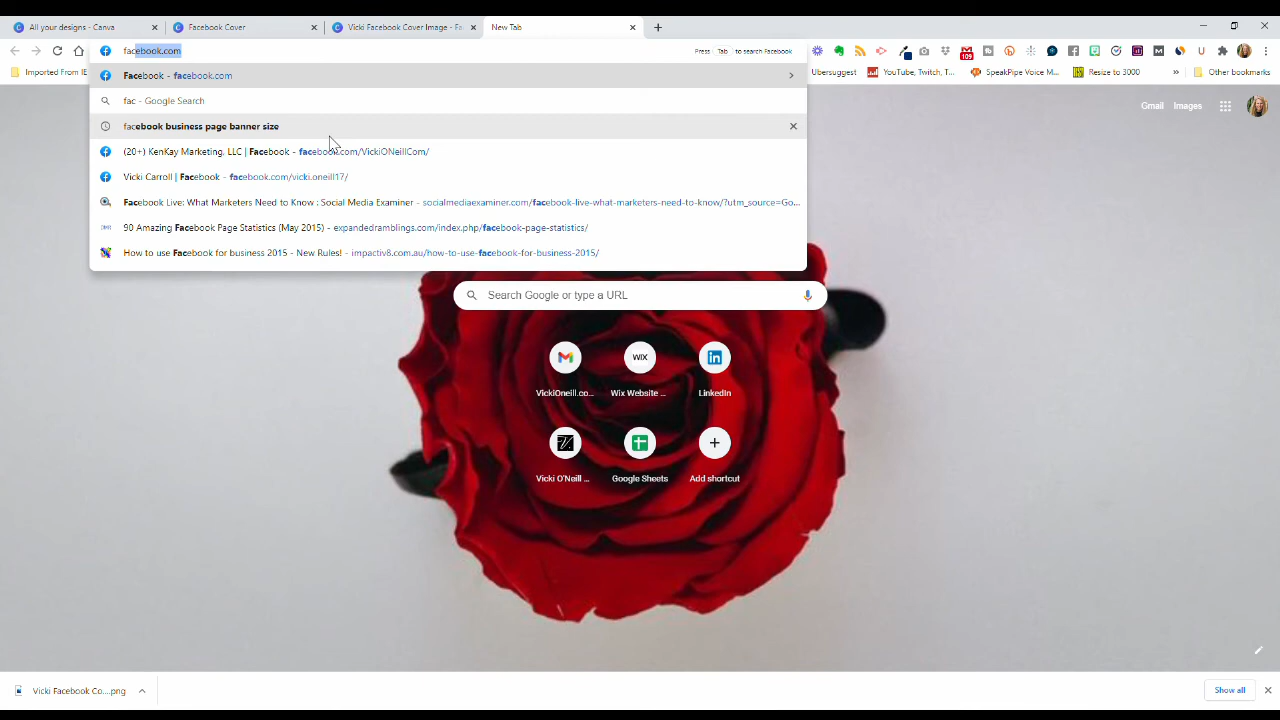 All your designs - Canva
Facebook Cover
Vicki Facebook Cover Image - Fa
New Tab
facebook.com
Press Tab to search Facebook
109
Imported From IE
Ubersuggest
YouTube, Twitch, T...
SpeakPipe Voice M...
Resize to 3000
»
Other bookmarks
Facebook - facebook.com
fac - Google Search
facebook business page banner size
(20+) KenKay Marketing, LLC | Facebook - facebook.com/VickiONeillCom/
Vicki Carroll | Facebook - facebook.com/vicki.oneill17/
Facebook Live: What Marketers Need to Know : Social Media Examiner - socialmediaexaminer.com/facebook-live-what-marketers-need-to-know/?utm_source=Go...
90 Amazing Facebook Page Statistics (May 2015) - expandedramblings.com/index.php/facebook-page-statistics/
How to use Facebook for business 2015 - New Rules! - impactiv8.com.au/how-to-use-facebook-for-business-2015/
Gmail
Images
Search Google or type a URL
WIX
VickiOneill.co...
Wix Website ...
LinkedIn
Vicki O'Neill ...
Google Sheets
Add shortcut
Vicki Facebook Co....png
Show all